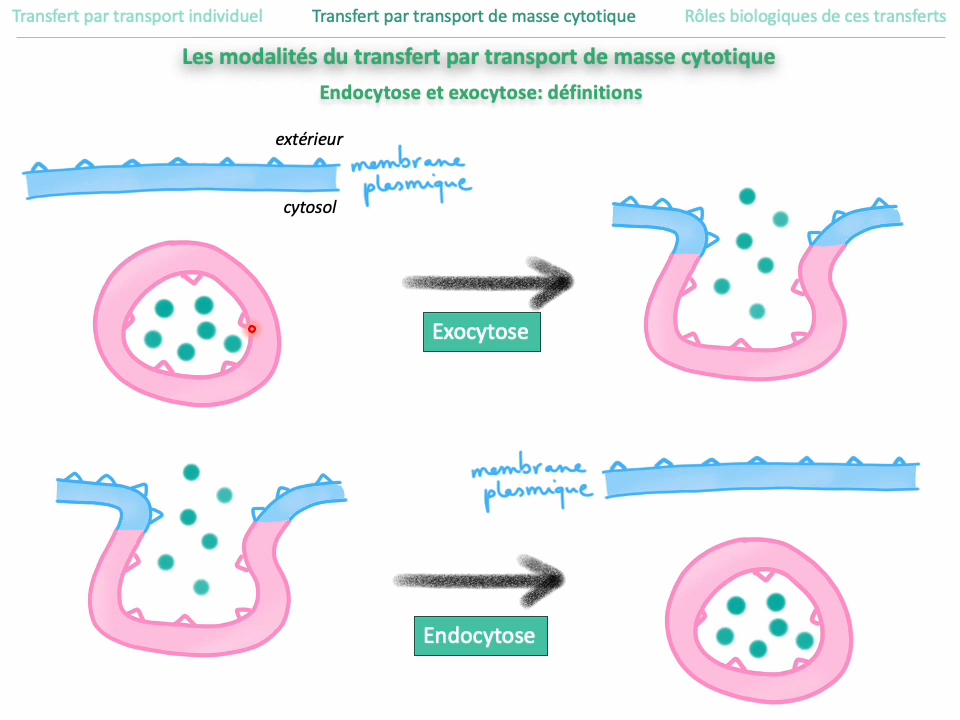 Transfert par transport individuel
Transfert par transport de masse cytotique
Rôles biologiques de ces transferts
Les modalités du transfert par transport de masse cytotique
Endocytose et exocytose: définitions
extérieur
membrane
plasmique
cytosol
Exocytose
membrane
plasmique
Endocytose